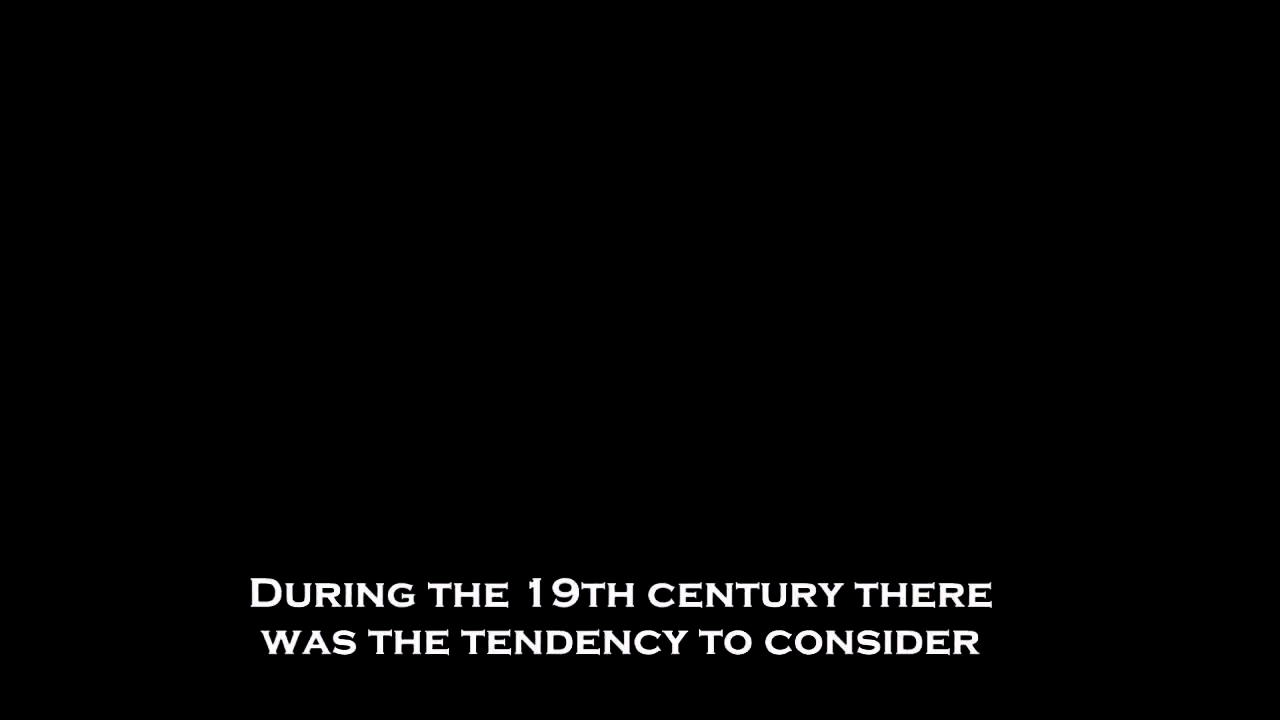 During the 19th century there
was the tendency to consider